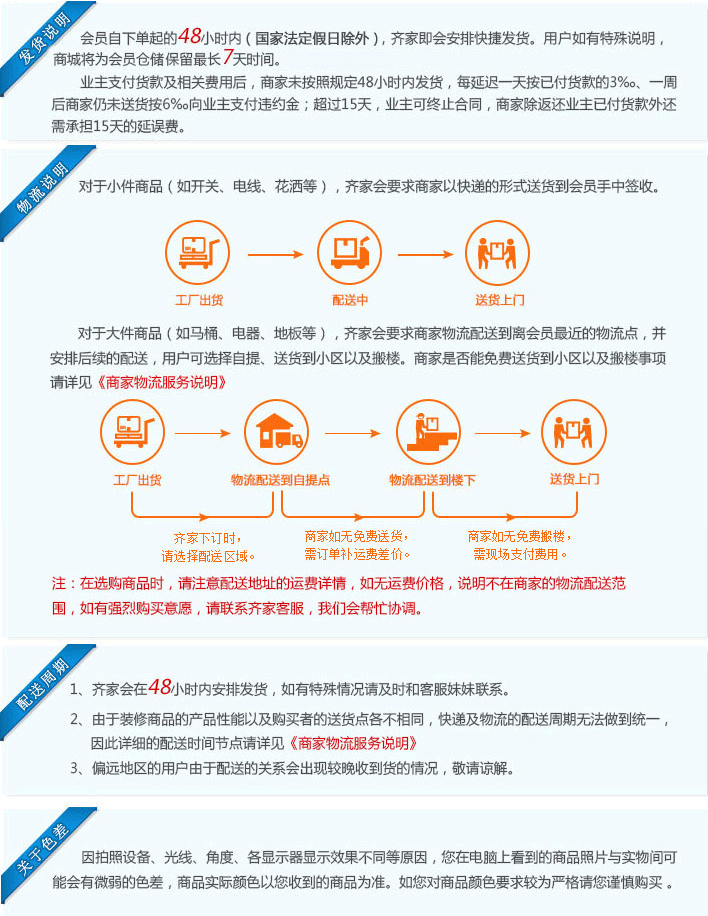 发货说明
会员自下单起的48小时内（国家法定假日除外），齐家即会安排快捷发货。用户如有特殊说明，
商城将为会员仓储保留最长7天时间。
业主支付货款及相关费用后，商家未按照规定48小时内发货，每延迟一天按已付货款的3‰、一周
后商家仍未送货按6‰向业主支付违约金；超过15天，业主可终止合同，商家除返还业主已付货款外还
需承担15天的延误费。
物流说明
对于小件商品（如开关、电线、花洒等），齐家会要求商家以快递的形式送货到会员手中签收。
工厂出货
配送中
送货上门
对于大件商品（如马桶、电器、地板等），齐家会要求商家物流配送到离会员最近的物流点，并
安排后续的配送，用户可选择自提、送货到小区以及搬楼。商家是否能免费送货到小区以及搬楼事项
请详见《商家物流服务说明》
工厂出货
物流配送到自提点
物流配送到楼下
送货上门
齐家下订时，
请选择配送区域。
商家如无免费送货，
需订单补运费差价。
商家如无免费搬楼，
需现场支付费用。
注：在选购商品时，请注意配送地址的运费详情，如无运费价格，说明不在商家的物流配送范
围，如有强烈购买意愿，请联系齐家客服，我们会帮忙协调。
配送周期
1、齐家会在48小时内安排发货，如有特殊情况请及时和客服妹妹联系。
2、由于装修商品的产品性能以及购买者的送货点各不相同，快递及物流的配送周期无法做到统一，
因此详细的配送时间节点请详见《商家物流服务说明》
3、偏远地区的用户由于配送的关系会出现较晚收到货的情况，敬请谅解。
关于色差
因拍照设备、光线、角度、各显示器显示效果不同等原因，您在电脑上看到的商品照片与实物间可
能会有微弱的色差，商品实际颜色以您收到的商品为准。如您对商品颜色要求较为严格请您谨慎购买 。